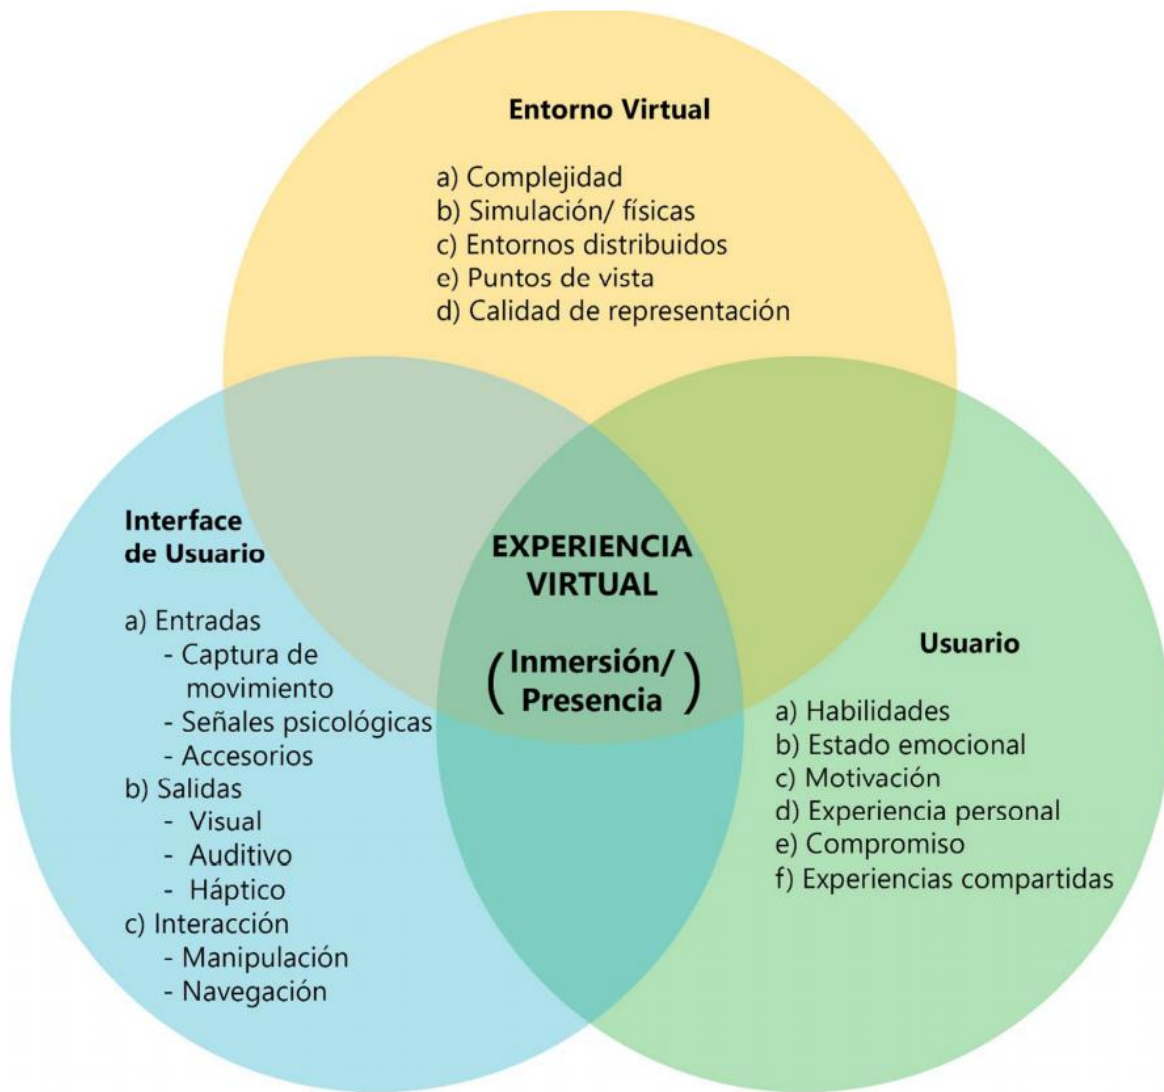 Entorno Virtual
a) Complejidad
b) Simulación/ físicas
c) Entornos distribuidos
e) Puntos de vista
d) Calidad de representación
Interface
de Usuario
a) Entradas
- Captura de
movimiento
- Señales psicológicas
- Accesorios
b) Salidas
- Visual
- Auditivo
- Háptico
c) Interacción
- Manipulación
- Navegación
EXPERIENCIA
VIRTUAL
(Inmersión/
Presencia)
Usuario
a) Habilidades
b) Estado emocional
c) Motivación
d) Experiencia personal
e) Compromiso
f) Experiencias compartidas